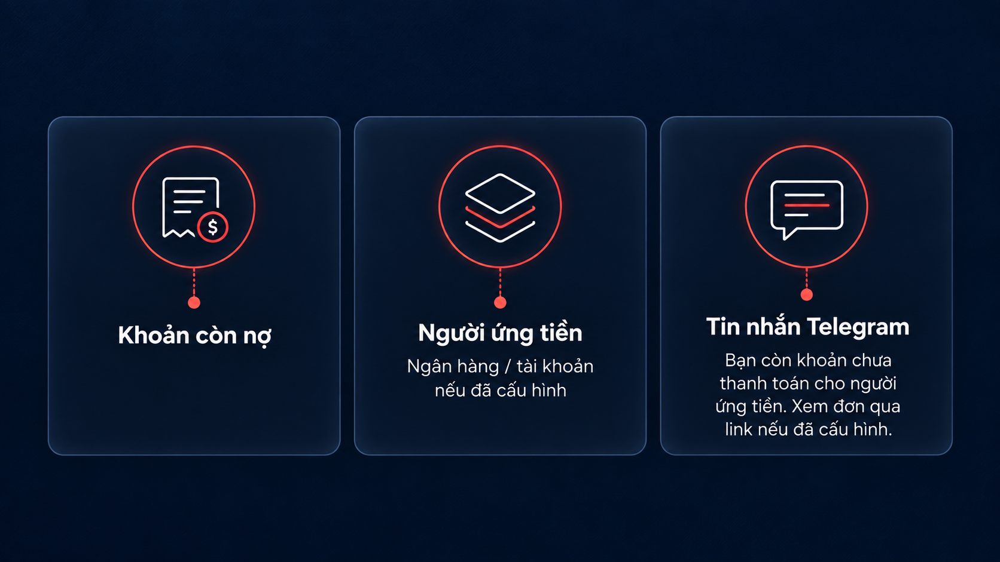 $
Khoản còn nợ
Người ứng tiền
Ngân hàng / tài khoản
nếu đã cấu hình
Tin nhắn Telegram
Bạn còn khoản chưa
thanh toán cho người
ứng tiền. Xem đơn qua
link nếu đã cấu hình.